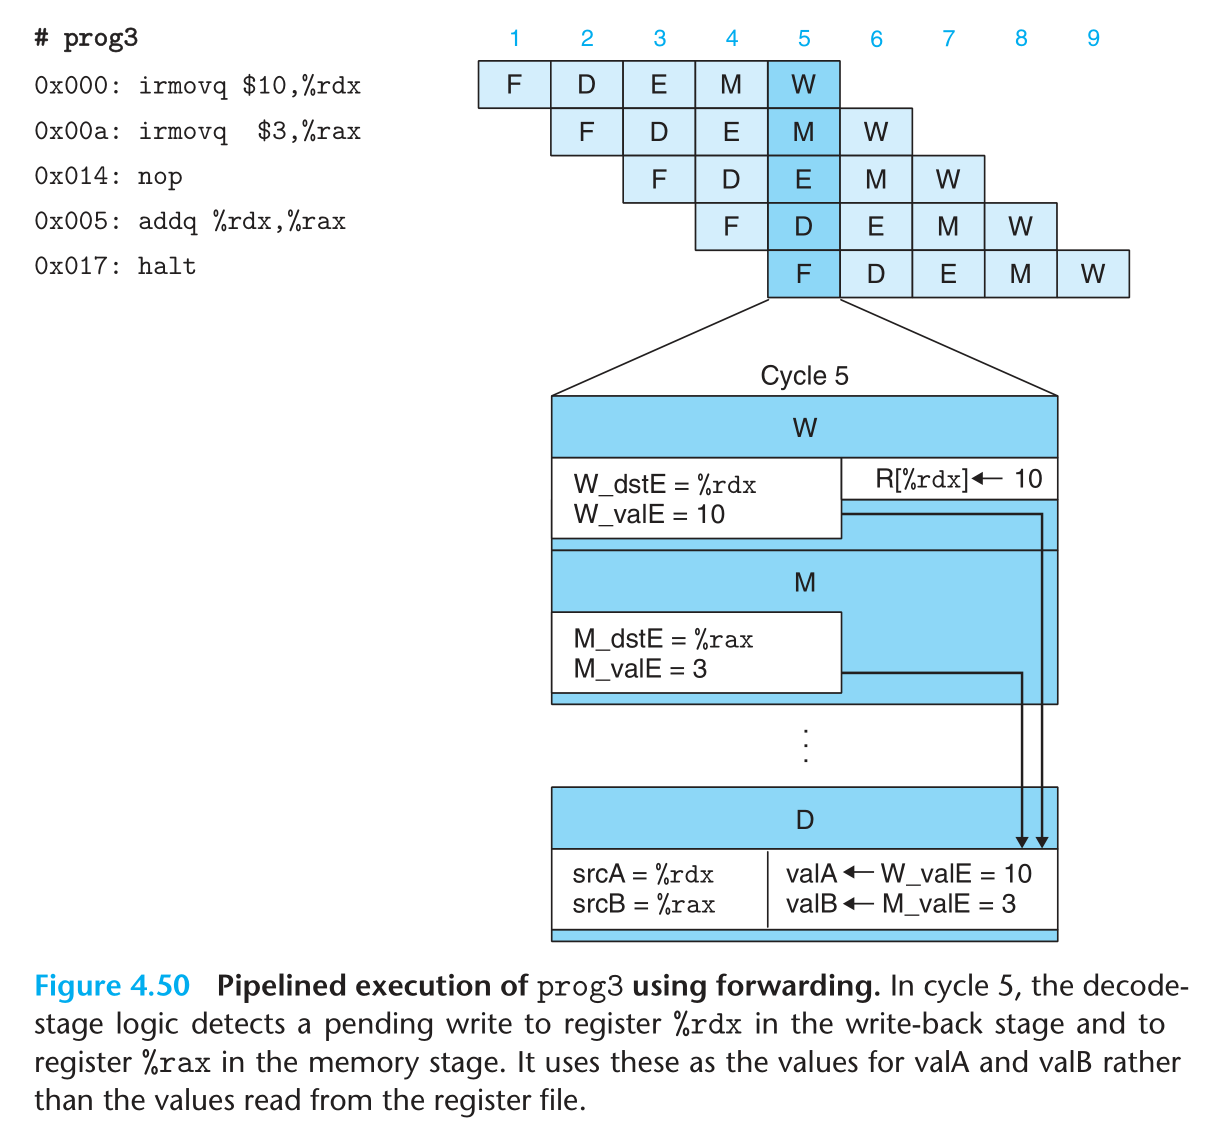 # prog3
1 2 3 4 5 6 7 8 9
0x000: irmovq $10,%rdx F D E M W
0x00a: irmovq $3,%rax F D E M W
0x014: nop F D E M W
0x005: addq %rdx,%rax F D E M W
0x017: halt F D E M W
Cycle 5
W
W_dstE = %rdx R[%rdx]← 10
W_valE = 10
M
M_dstE = %rax
M_valE = 3
D
srcA = %rdx valA ← W_valE = 10
srcB = %rax valB ← M_valE = 3
Figure 4.50 Pipelined execution of prog3 using forwarding. In cycle 5, the decode-
stage logic detects a pending write to register %rdx in the write-back stage and to
register %rax in the memory stage. It uses these as the values for valA and valB rather
than the values read from the register file.